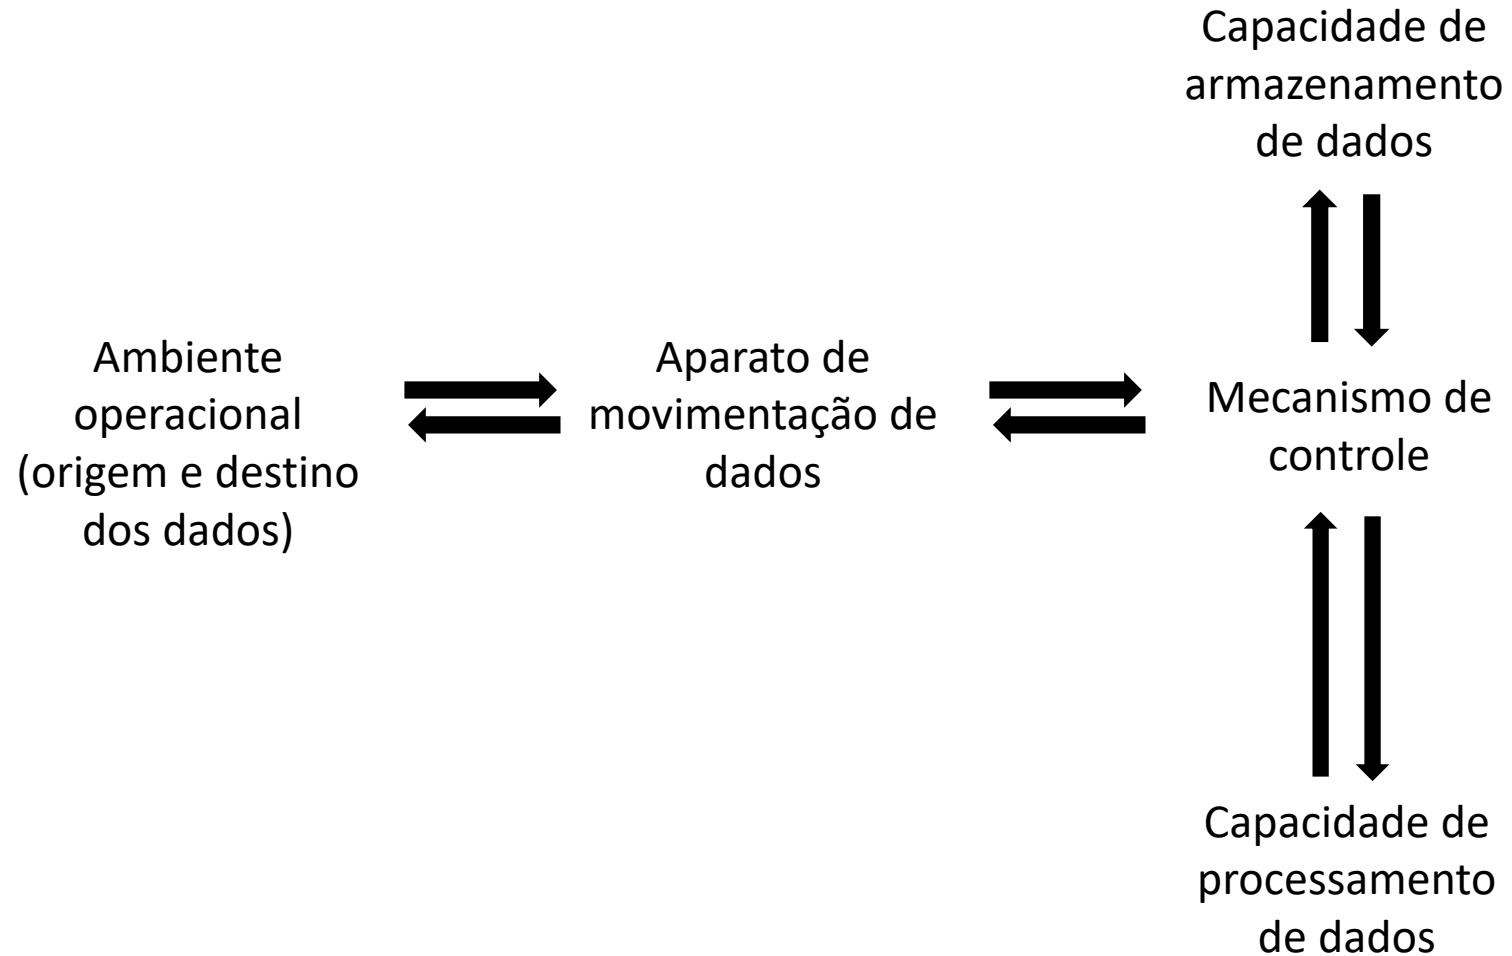 Capacidade de
armazenamento
de dados
Ambiente
operacional
(origem e destino
dos dados)
Aparato de
movimentação de
dados
Mecanismo de
controle
Capacidade de
processamento
de dados